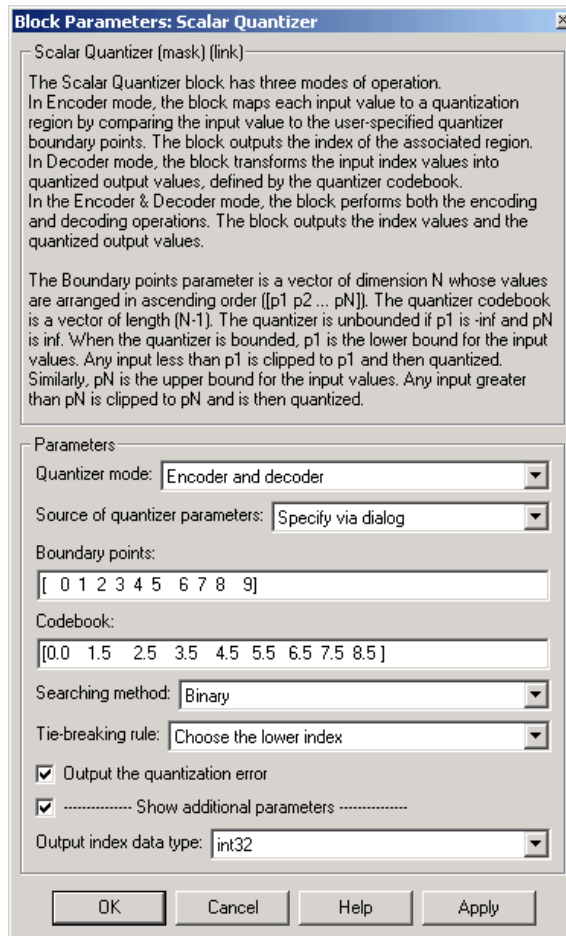 Block Parameters: Scalar Quantizer
Scalar Quantizer (mask) (link)
The Scalar Quantizer block has three modes of operation.
In Encoder mode, the block maps each input value to a quantization
region by comparing the input value to the user-specified quantizer
boundary points. The block outputs the index of the associated region.
In Decoder mode, the block transforms the input index values into
quantized output values, defined by the quantizer codebook.
In the Encoder & Decoder mode, the block performs both the encoding
and decoding operations. The block outputs the index values and the
quantized output values.
The Boundary points parameter is a vector of dimension N whose values
are arranged in ascending order ([p1 p2 ... pN]). The quantizer codebook
is a vector of length (N-1). The quantizer is unbounded if p1 is -inf and pN
is inf. When the quantizer is bounded, p1 is the lower bound for the input
values. Any input less than p1 is clipped to p1 and then quantized.
Similarly, pN is the upper bound for the input values. Any input greater
than pN is clipped to pN and is then quantized.
Parameters
Quantizer mode: Encoder and decoder
Source of quantizer parameters: Specify via dialog
Boundary points:
[ 0 1 2 3 4 5 6 7 8 9]
Codebook:
[0.0 1.5 2.5 3.5 4.5 5.5 6.5 7.5 8.5 ]
Searching method: Binary
Tie-breaking rule: Choose the lower index
Output the quantization error
--------------- Show additional parameters ---------------
Output index data type: int32
OK Cancel Help Apply